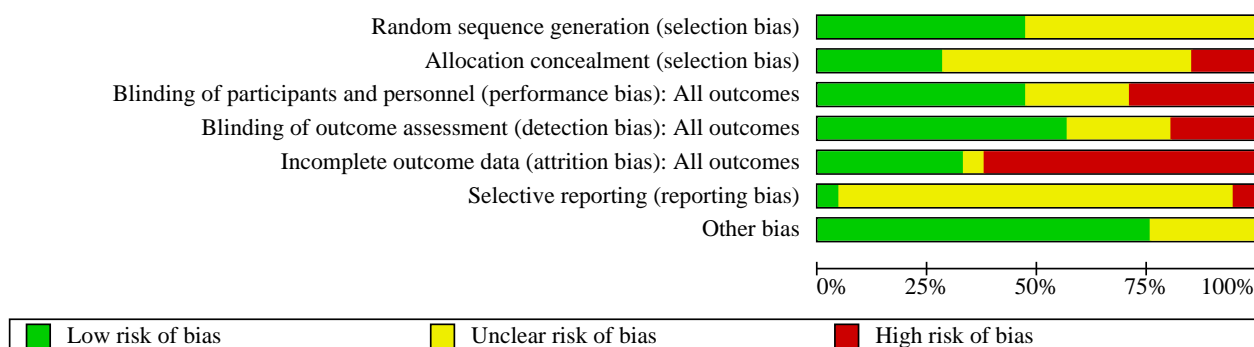 Random sequence generation (selection bias)
Allocation concealment (selection bias)
Blinding of participants and personnel (performance bias): All outcomes
Blinding of outcome assessment (detection bias): All outcomes
Incomplete outcome data (attrition bias): All outcomes
Selective reporting (reporting bias)
Other bias
0% 25% 50% 75% 100%
Low risk of bias Unclear risk of bias High risk of bias